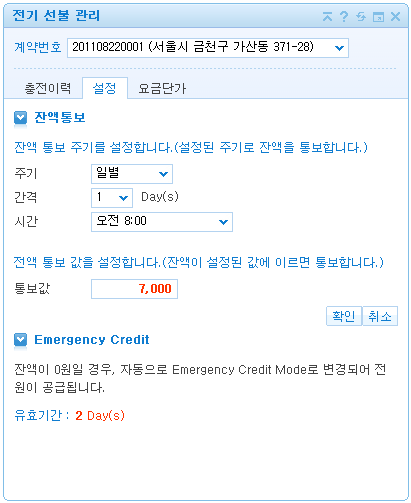 전기 선불 관리
계약번호 201108220001 (서울시 금천구 가산동 371-28)
충전이력 설정 요금단가
잔액통보
잔액 통보 주기를 설정합니다.(설정된 주기로 잔액을 통보합니다.)
주기 일별
간격 1 Day(s)
시간 오전 8:00
전액 통보 값을 설정합니다.(잔액이 설정된 값에 이르면 통보합니다.)
통보값 7,000
확인 취소
Emergency Credit
잔액이 0원일 경우, 자동으로 Emergency Credit Mode로 변경되어 전
원이 공급됩니다.
유효기간 : 2 Day(s)